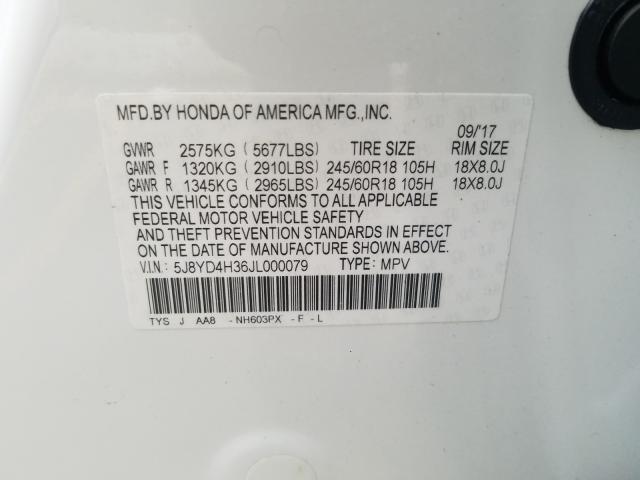 MFD.BY HONDA OF AMERICA MFG.,INC.
09/'17
GVWR 2575KG ( 5677LBS ) TIRE SIZE RIM SIZE
GAWR F 1320KG ( 2910LBS ) 245/60R18 105H 18X8.0J
GAWR R 1345KG ( 2965LBS ) 245/60R18 105H 18X8.0J
THIS VEHICLE CONFORMS TO ALL APPLICABLE
FEDERAL MOTOR VEHICLE SAFETY
AND THEFT PREVENTION STANDARDS IN EFFECT
ON THE DATE OF MANUFACTURE SHOWN ABOVE.
V.I.N.: 5J8YD4H36JL000079 TYPE: MPV
TYS J AA8 -NH603PX -F -L